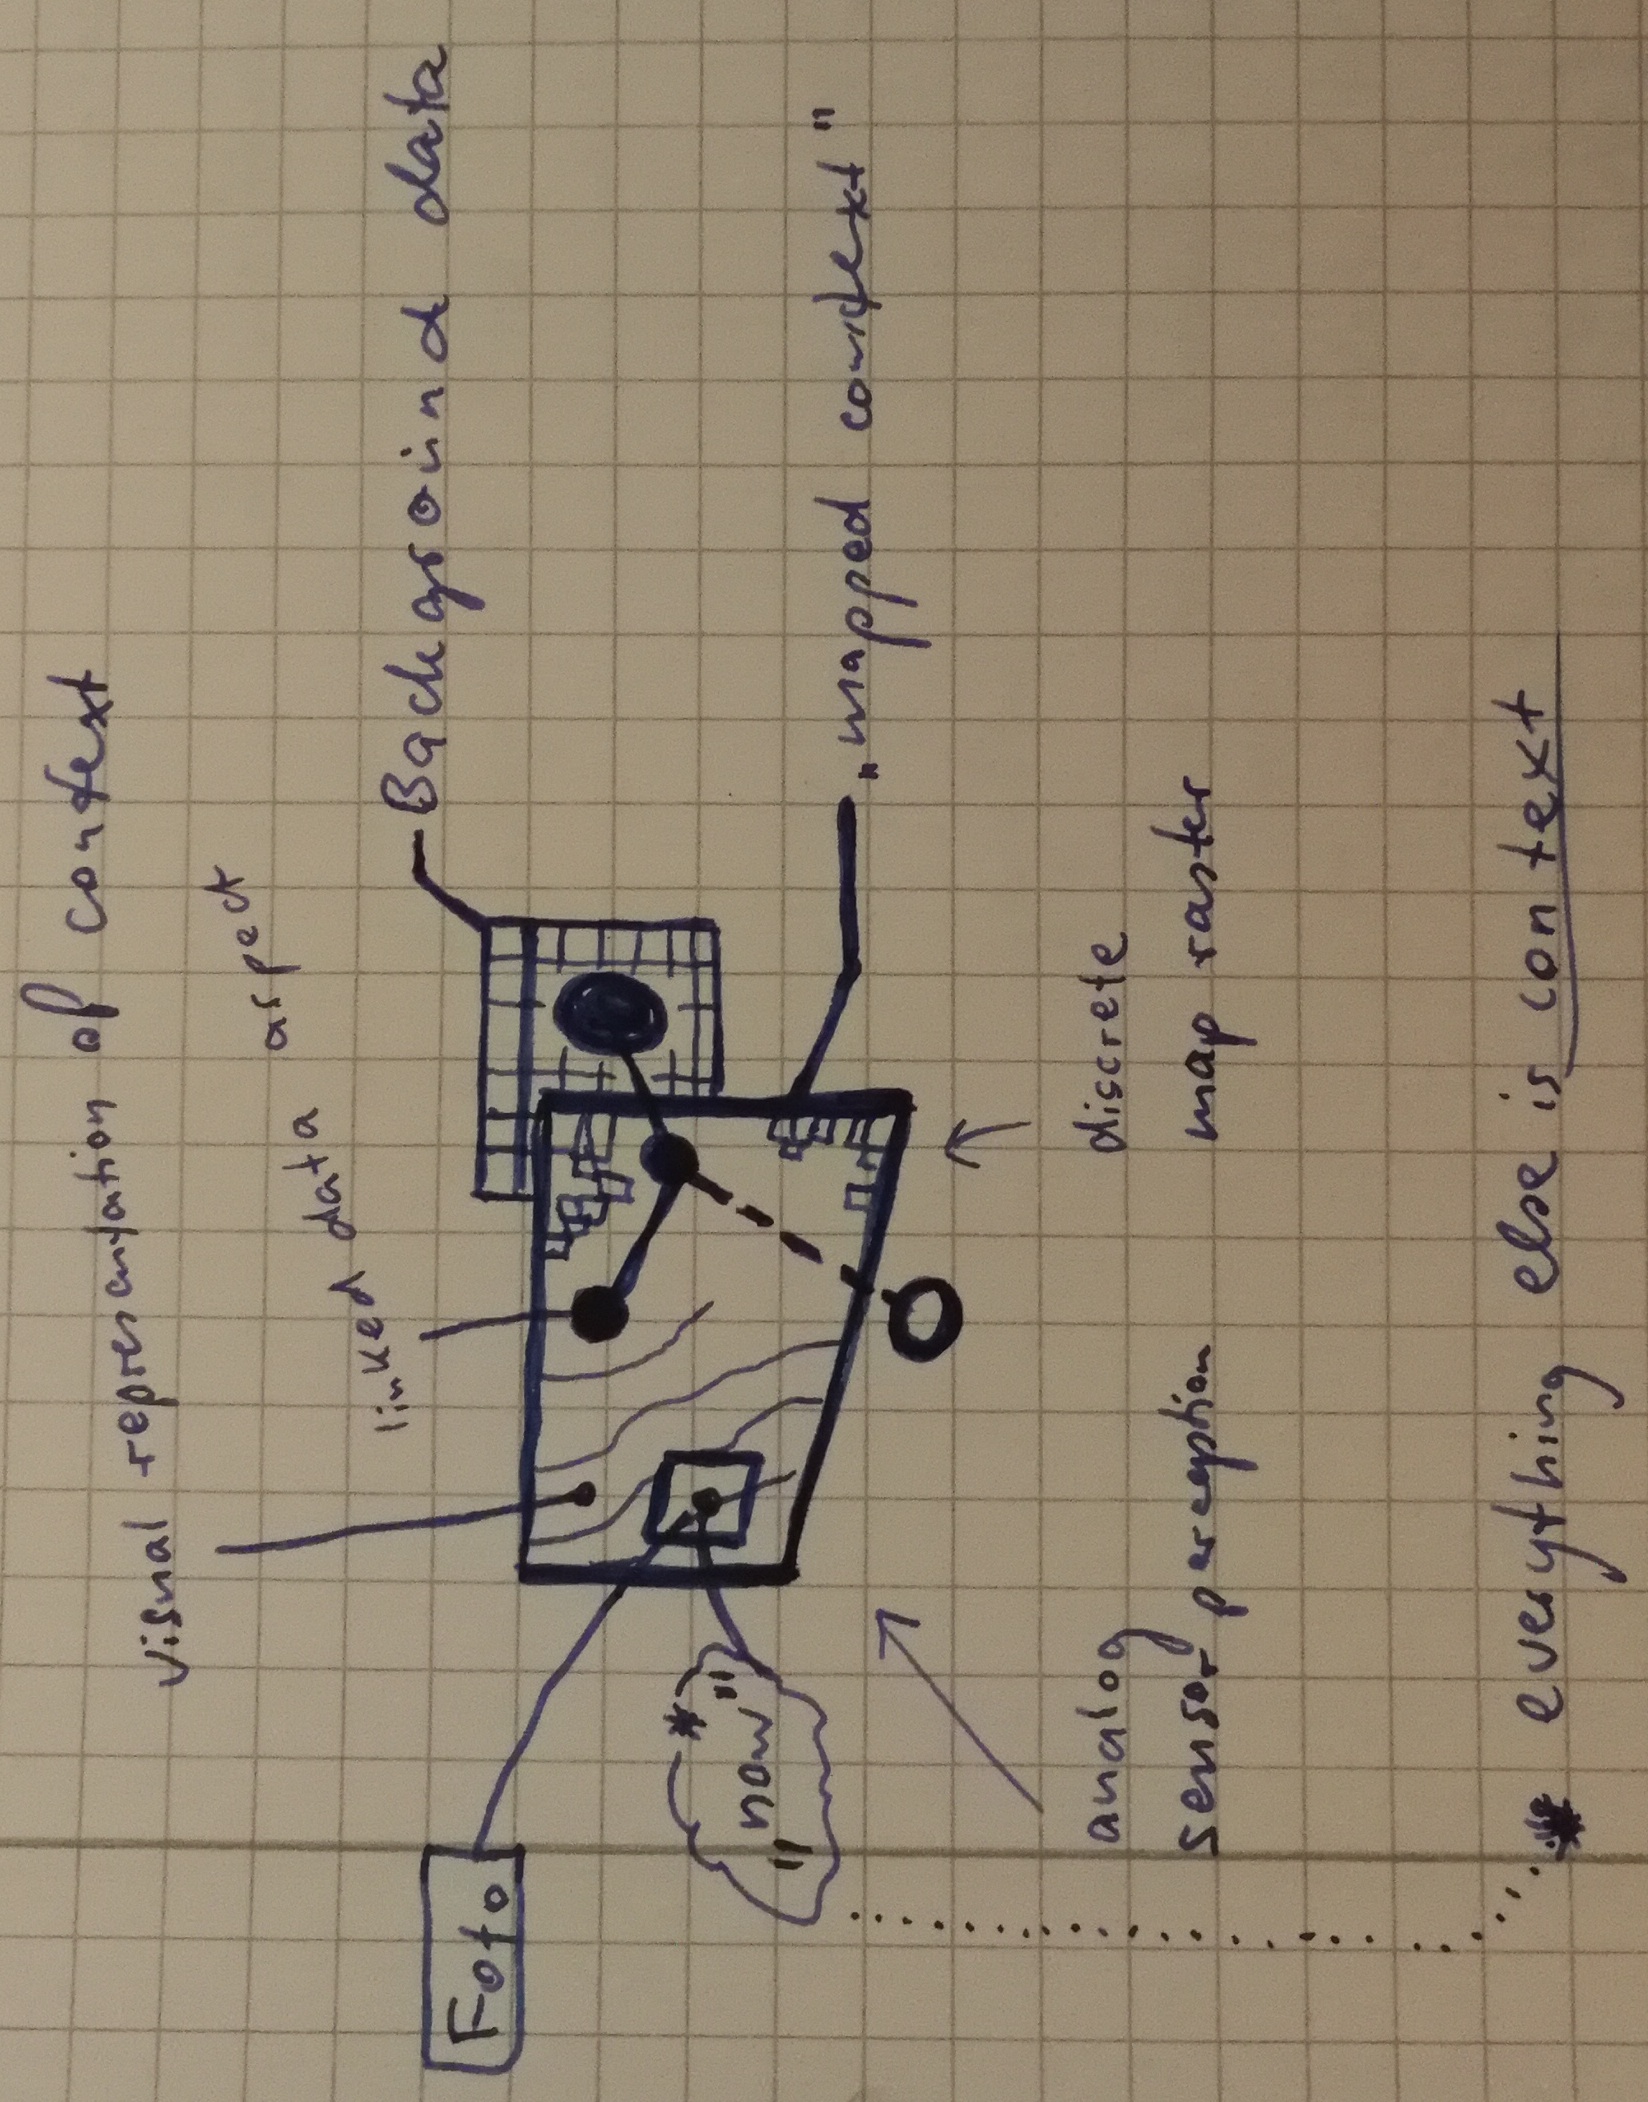 visual representation of context
linked data aspect
Background data
Foto
"now" *
„mapped context"
analog
sensor perception
discrete
map raster
* everything else is context